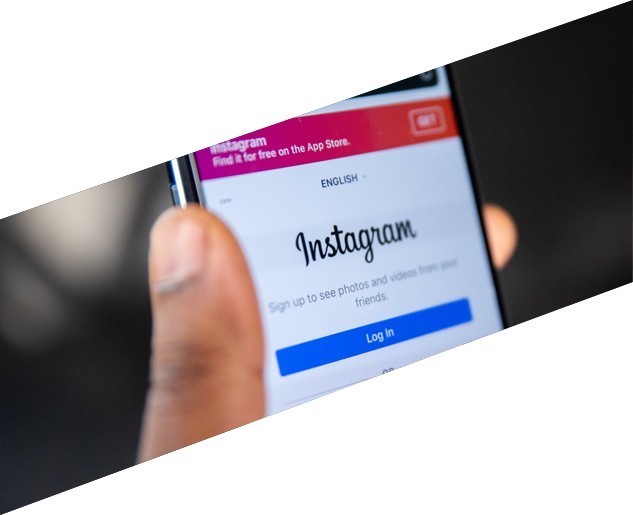 Instagram
Find it for free on the App Store.
GET
ENGLISH
Instagram
Sign up to see photos and videos from your
friends.
Log In
OR